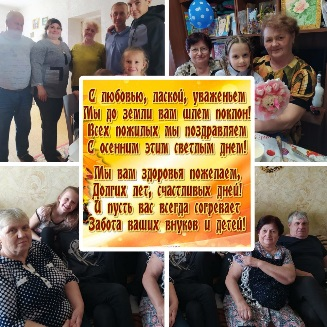 С любовью, лаской, уваженьем
Мы до земли вам шлем поклон!
Всех пожилых мы поздравляем
С осенним этим светлым днем!
Мы вам здоровья пожелаем,
Долгих лет, счастливых дней!
И пусть вас всегда согревает
Забота ваших внуков и детей!